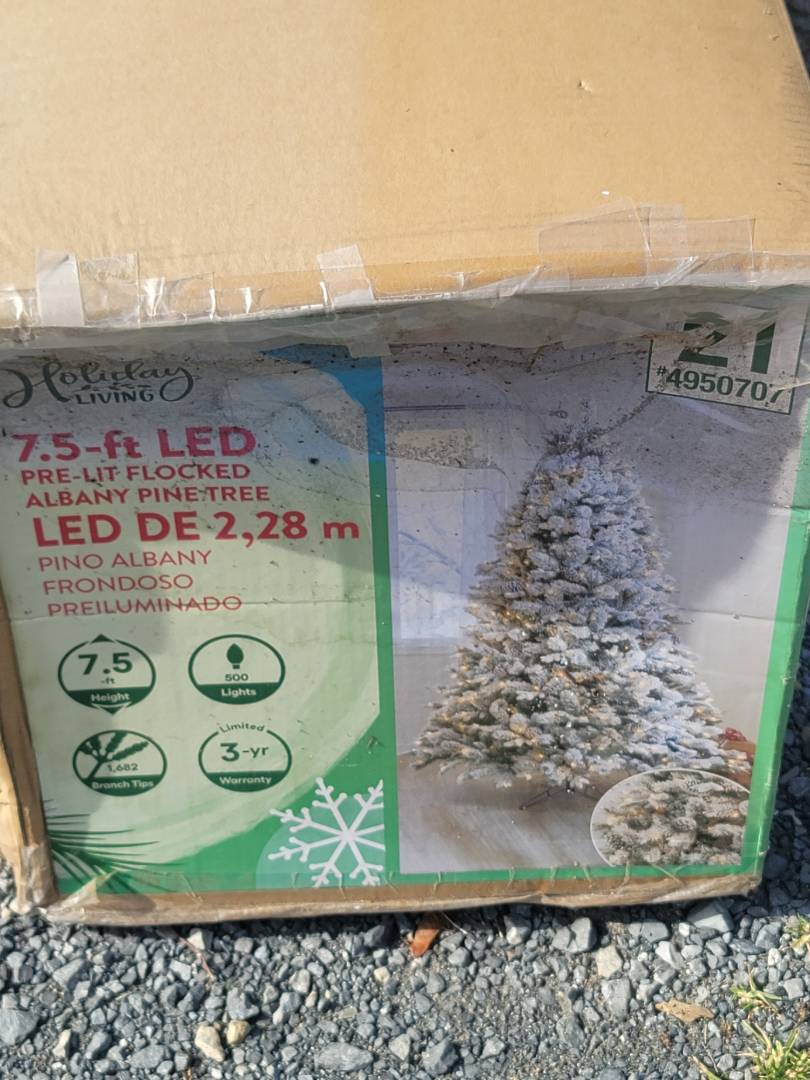 Holiday
LIVING
7.5-ft LED
PRE-LIT FLOCKED
ALBANY PINE TREE
LED DE 2,28 m
PINO ALBANY
FRONDOSO
PREILUMINADO
7.5
-ft
Height
500
Lights
1,682
Branch Tips
Limited
3-yr
Warranty
21
#4950707